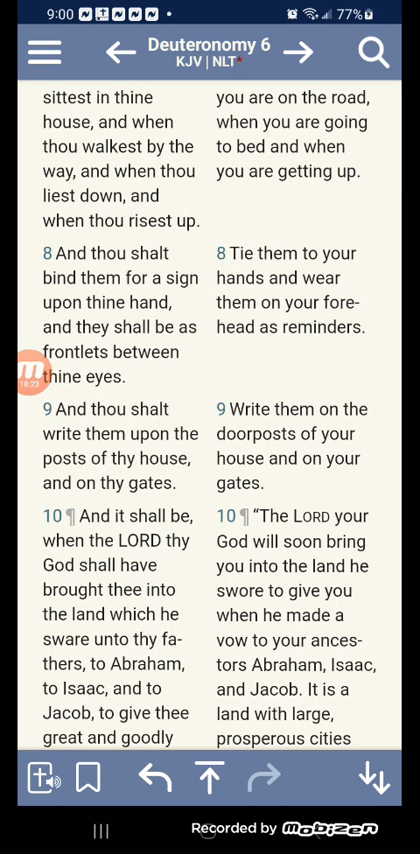 9:00 77%
Deuteronomy 6
KJV | NLT*
sittest in thine
house, and when
thou walkest by the
way, and when thou
liest down, and
when thou risest up.
8 And thou shalt
bind them for a sign
upon thine hand,
and they shall be as
frontlets between
thine eyes.
9 And thou shalt
write them upon the
posts of thy house,
and on thy gates.
10 ¶ And it shall be,
when the LORD thy
God shall have
brought thee into
the land which he
sware unto thy fa-
thers, to Abraham,
to Isaac, and to
Jacob, to give thee
great and goodly
you are on the road,
when you are going
to bed and when
you are getting up.
8 Tie them to your
hands and wear
them on your fore-
head as reminders.
9 Write them on the
doorposts of your
house and on your
gates.
10 ¶ “The LORD your
God will soon bring
you into the land he
swore to give you
when he made a
vow to your ances-
tors Abraham, Isaac,
and Jacob. It is a
land with large,
prosperous cities
m
18:23
Recorded by mobizen